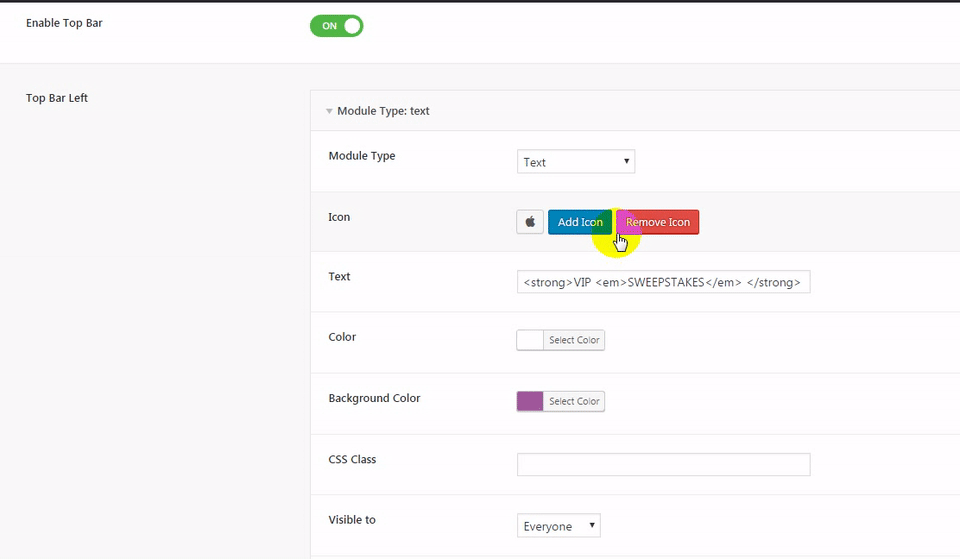 Enable Top Bar
ON
Top Bar Left
Module Type: text
Module Type
Text
Icon
Add Icon
Remove Icon
Text
<strong>VIP <em>SWEEPSTAKES</em> </strong>
Color
Select Color
Background Color
Select Color
CSS Class
Visible to
Everyone